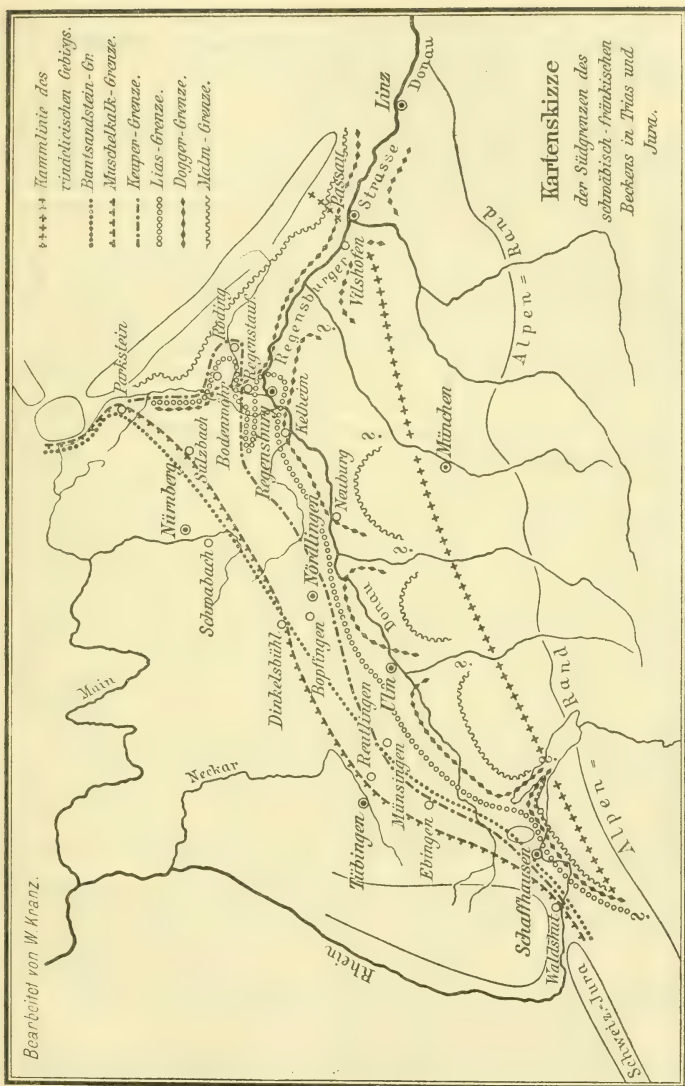 Bearbeitet von W. Kranz.
Kammlinie des
vindelicischen Gebirgs.
Buntsandstein-Gr.
Muschelkalk-Grenze.
Keuper-Grenze.
Lias-Grenze.
Dogger-Grenze.
Malm-Grenze.
Main
Neckar
Rhein
Parkstein
Nürnberg
Sulzbach
Schwabach
Bodenwöhr
Roding
Regenstauf
Regensburg
Kelheim
Regensburger
Strasse
Passau
Vilshofen
Linz
Donau
Dinkelsbühl
Nördlingen
Bopfingen
Neuburg
Donau
Ulm
Reutlingen
Münsingen
Tübingen
Ebingen
Schaffhausen
Waldshut
München
?
?
?
?
?
Schweiz-Jura
Alpen=
Rand
Alpen=
Rand
Kartenskizze
der Südgrenzen des
schwäbisch-fränkischen
Beckens in Trias und
Jura.